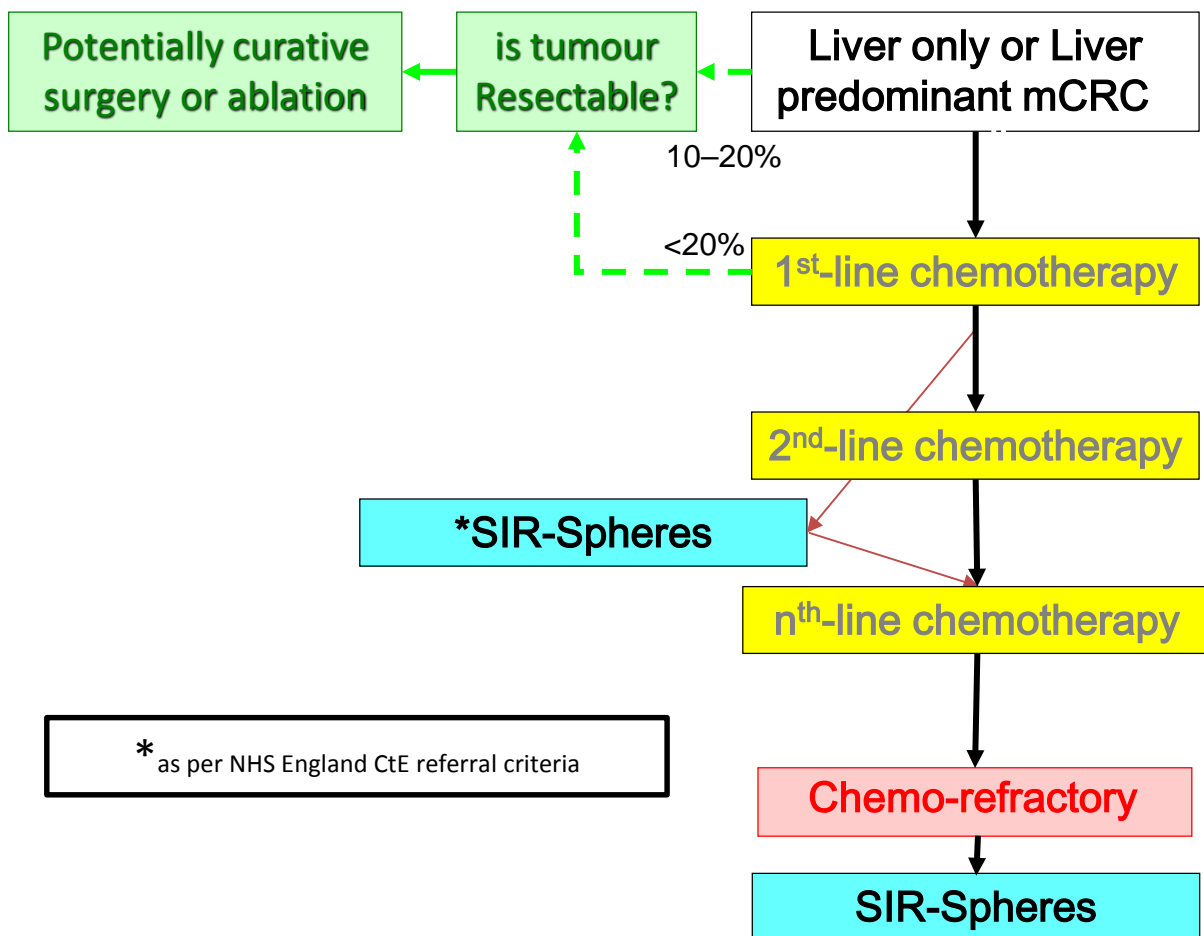 Potentially curative
surgery or ablation
is tumour
Resectable?
Liver only or Liver
predominant mCRC
10–20%
<20%
1st-line chemotherapy
2nd-line chemotherapy
*SIR-Spheres
nth-line chemotherapy
*as per NHS England CtE referral criteria
Chemo-refractory
SIR-Spheres